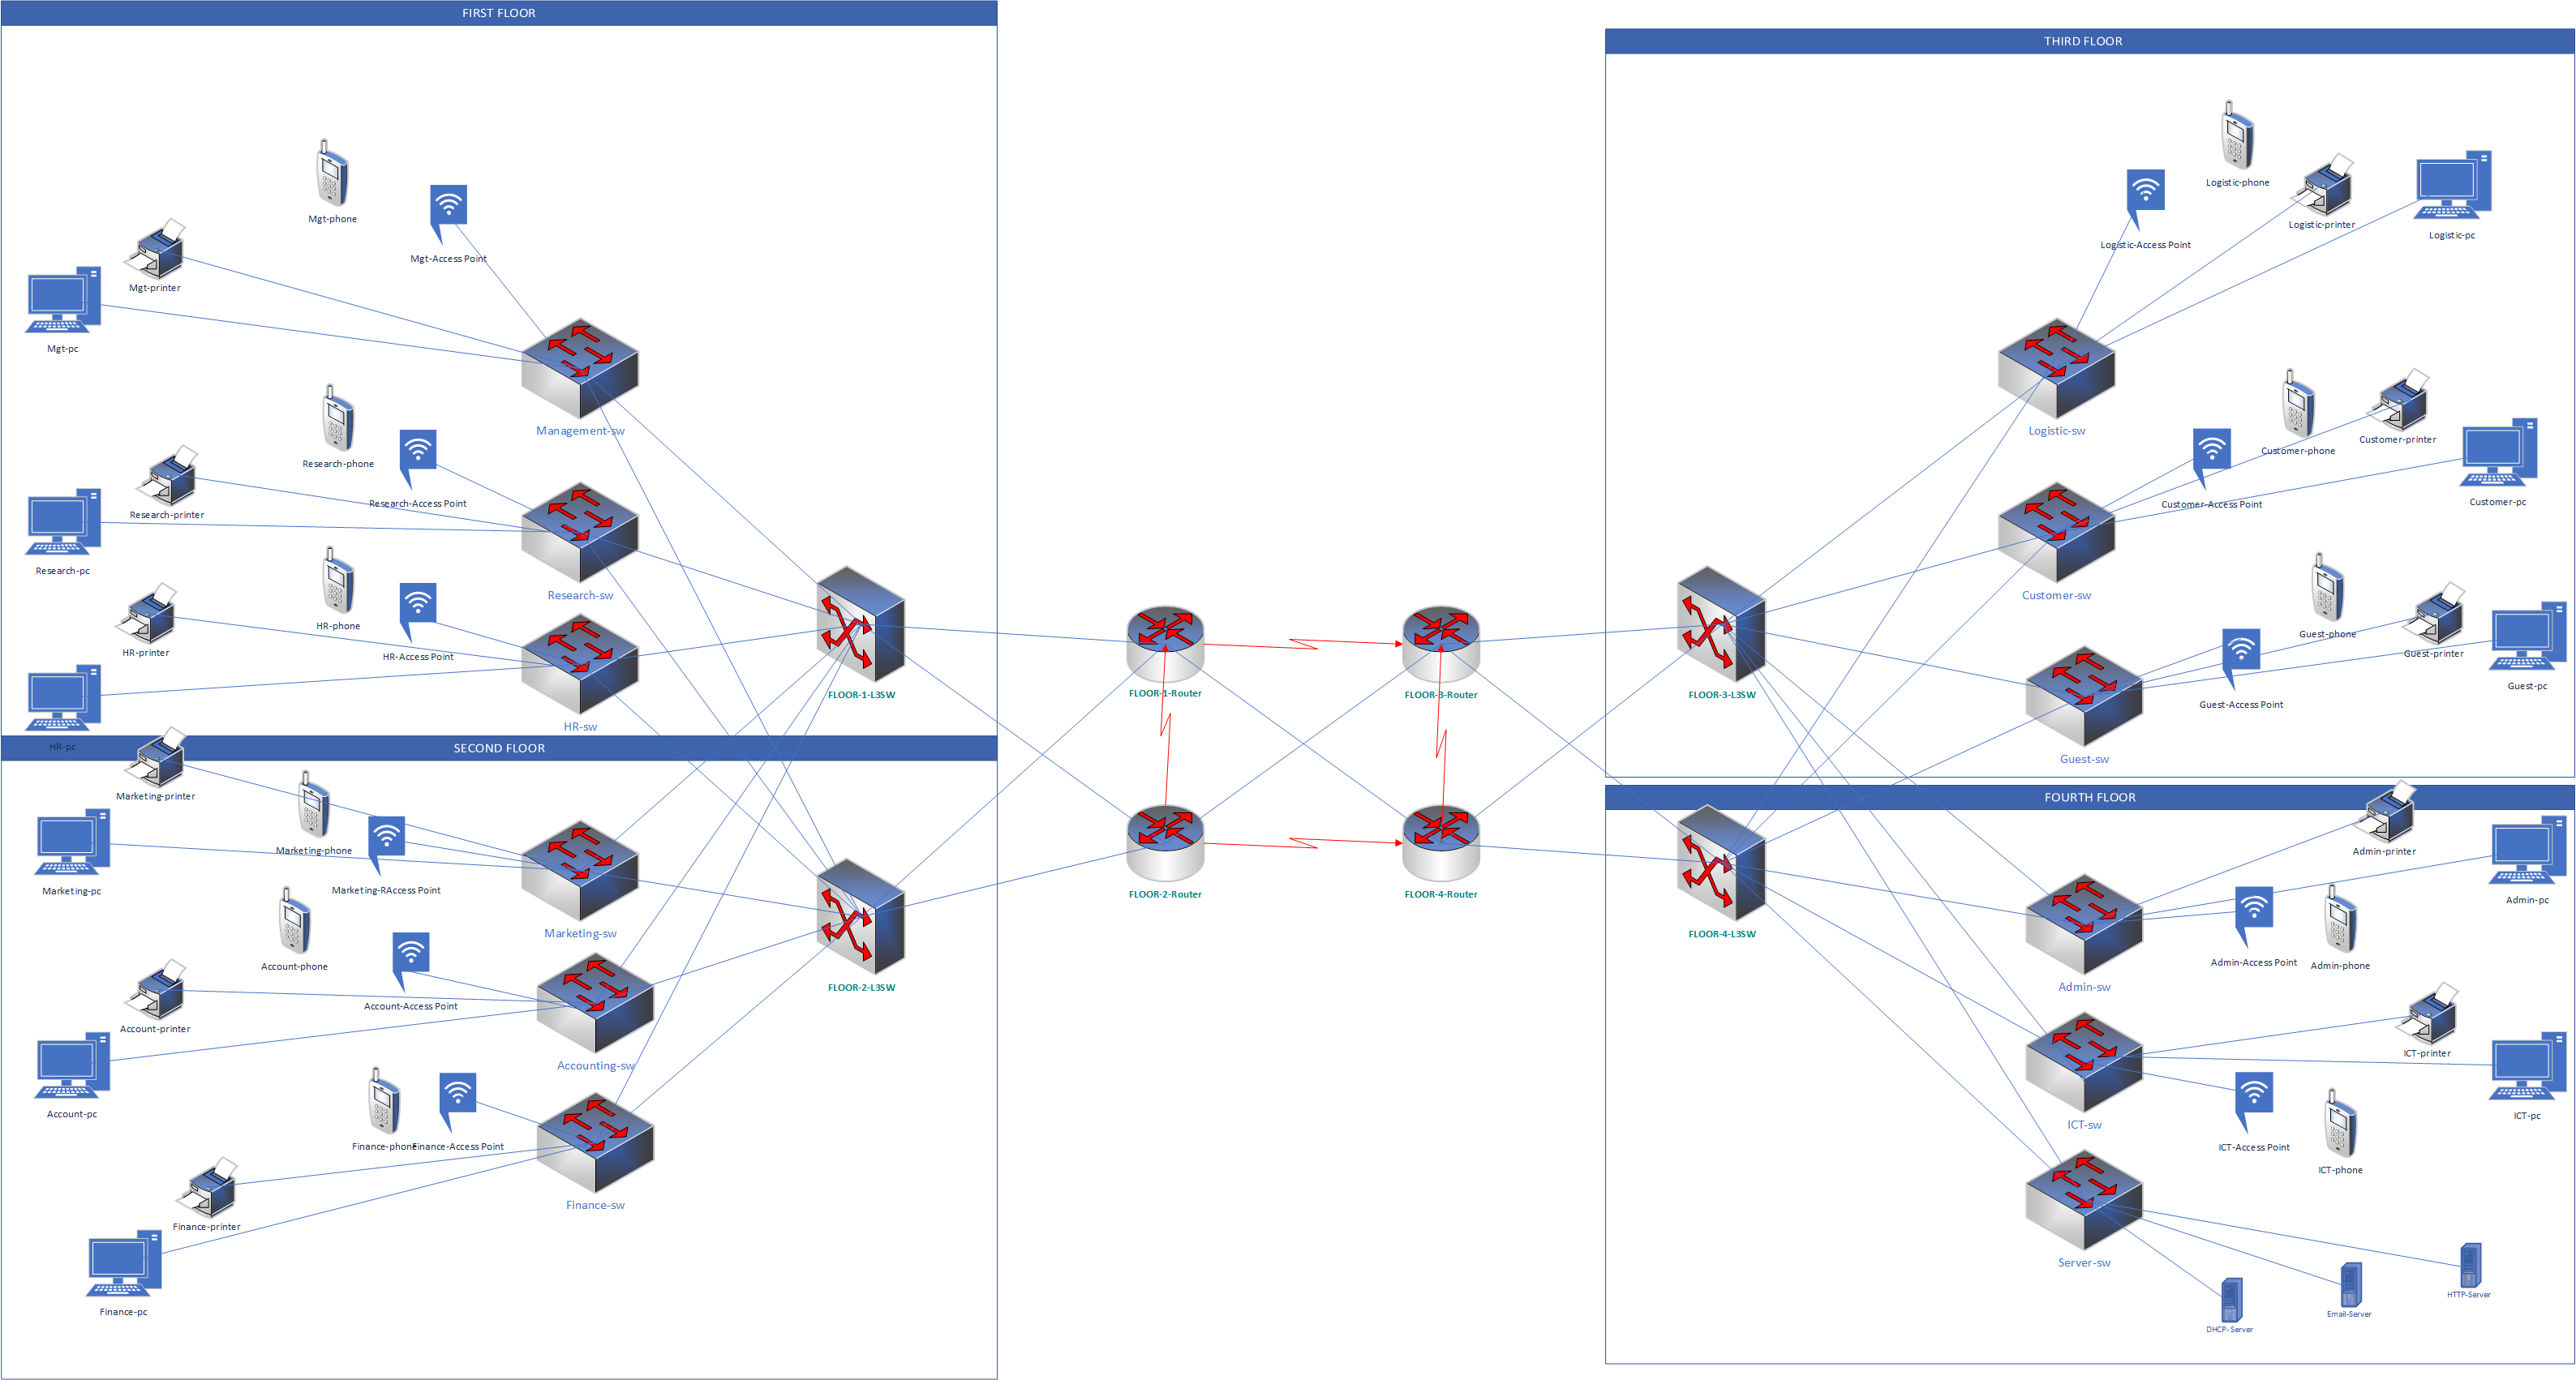 FIRST FLOOR
Mgt-phone
Mgt-Access Point
Mgt-printer
Mgt-pc
Management-sw
Research-phone
Research-Access Point
Research-printer
Research-pc
Research-sw
HR-phone
HR-Access Point
HR-printer
HR-pc
HR-sw
FLOOR-1-L3SW
SECOND FLOOR
Marketing-printer
Marketing-phone
Marketing-RAccess Point
Marketing-pc
Marketing-sw
Account-phone
Account-Access Point
Account-printer
Account-pc
Accounting-sw
Finance-phone
Finance-Access Point
Finance-printer
Finance-pc
Finance-sw
FLOOR-2-L3SW
FLOOR-1-Router
FLOOR-3-Router
FLOOR-2-Router
FLOOR-4-Router
THIRD FLOOR
Logistic-phone
Logistic-printer
Logistic-pc
Logistic-Access Point
Logistic-sw
Customer-phone
Customer-printer
Customer-pc
Customer-Access Point
Customer-sw
Guest-phone
Guest-printer
Guest-pc
Guest-Access Point
Guest-sw
FLOOR-3-L3SW
FOURTH FLOOR
Admin-printer
Admin-pc
Admin-Access Point
Admin-phone
Admin-sw
FLOOR-4-L3SW
ICT-printer
ICT-pc
ICT-Access Point
ICT-phone
ICT-sw
Server-sw
HTTP-Server
Email-Server
DHCP-Server